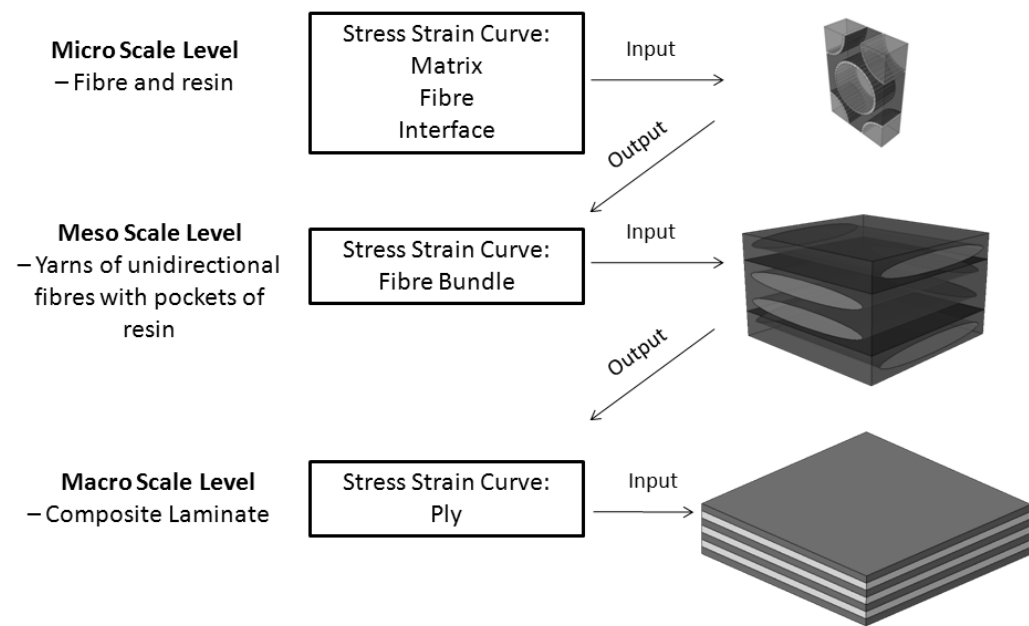 Micro Scale Level
– Fibre and resin
Stress Strain Curve:
Matrix
Fibre
Interface
Input
Output
Meso Scale Level
– Yarns of unidirectional
fibres with pockets of
resin
Stress Strain Curve:
Fibre Bundle
Input
Output
Macro Scale Level
– Composite Laminate
Stress Strain Curve:
Ply
Input